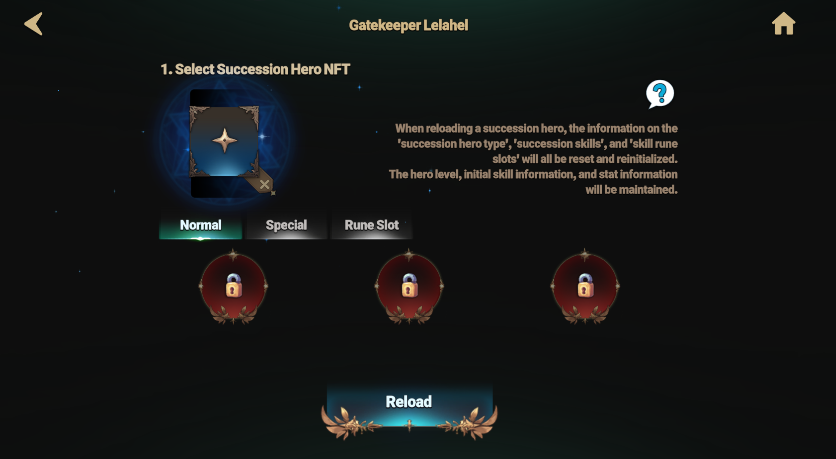 Gatekeeper Lelahel
1. Select Succession Hero NFT
When reloading a succession hero, the information on the
'succession hero type', 'succession skills', and 'skill rune
slots' will all be reset and reinitialized.
The hero level, initial skill information, and stat information
will be maintained.
Normal
Special
Rune Slot
Reload